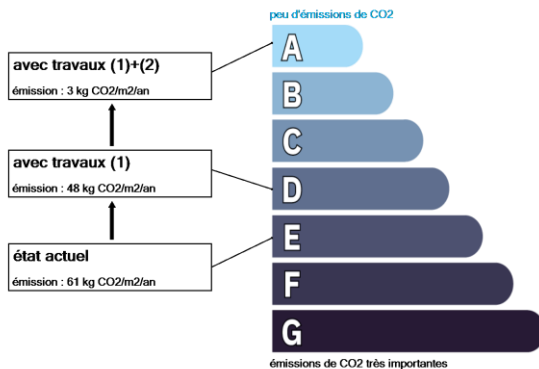 peu d'émissions de CO2
avec travaux (1)+(2)
émission : 3 kg CO2/m2/an
avec travaux (1)
émission : 48 kg CO2/m2/an
état actuel
émission : 61 kg CO2/m2/an
A
B
C
D
E
F
G
émissions de CO2 très importantes